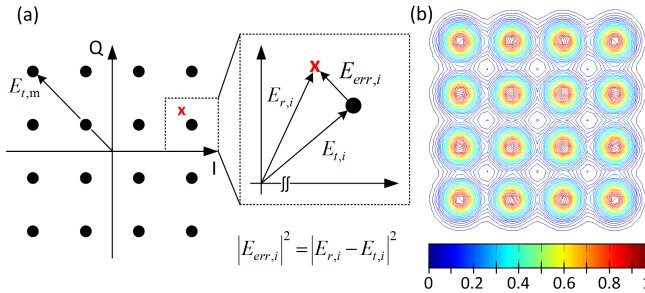 (a)
Q
E_{t,m}
x
I
x
E_{err,i}
E_{r,i}
E_{t,i}
∫∫
|E_{err,i}|^2 = |E_{r,i} − E_{t,i}|^2
(b)
0 0.2 0.4 0.6 0.8 1